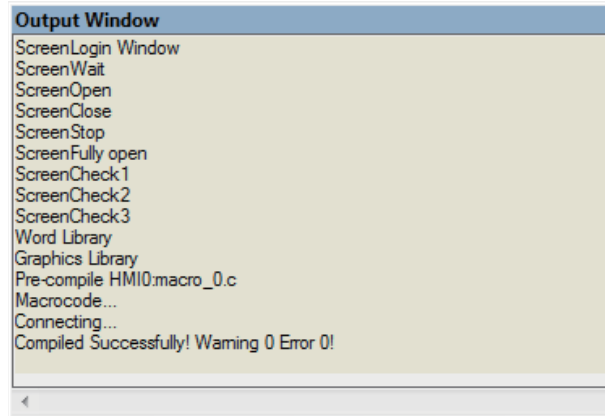 Output Window
ScreenLogin Window
ScreenWait
ScreenOpen
ScreenClose
ScreenStop
ScreenFully open
ScreenCheck1
ScreenCheck2
ScreenCheck3
Word Library
Graphics Library
Pre-compile HMI0:macro_0.c
Macrocode...
Connecting...
Compiled Successfully! Warning 0 Error 0!